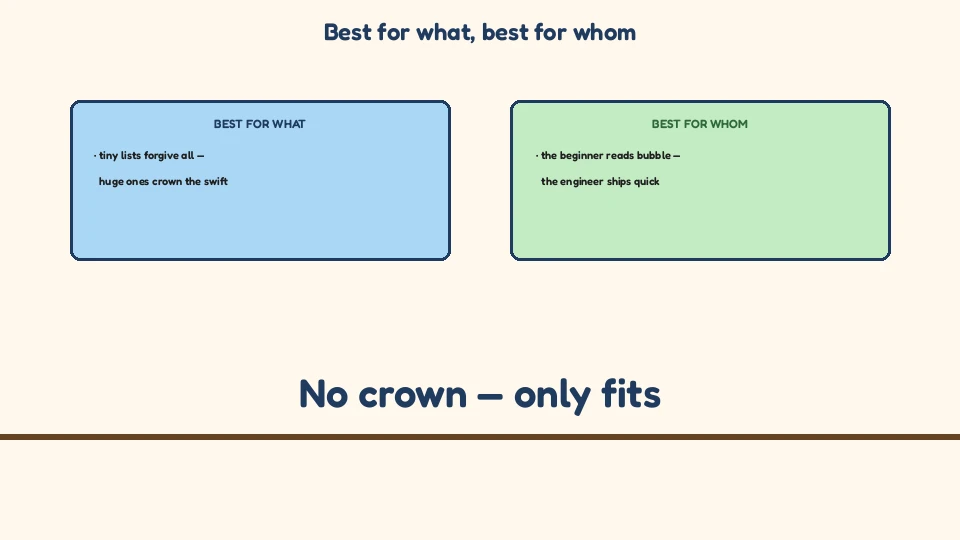 Best for what, best for whom
BEST FOR WHAT
· tiny lists forgive all —
huge ones crown the swift
BEST FOR WHOM
· the beginner reads bubble —
the engineer ships quick
No crown — only fits